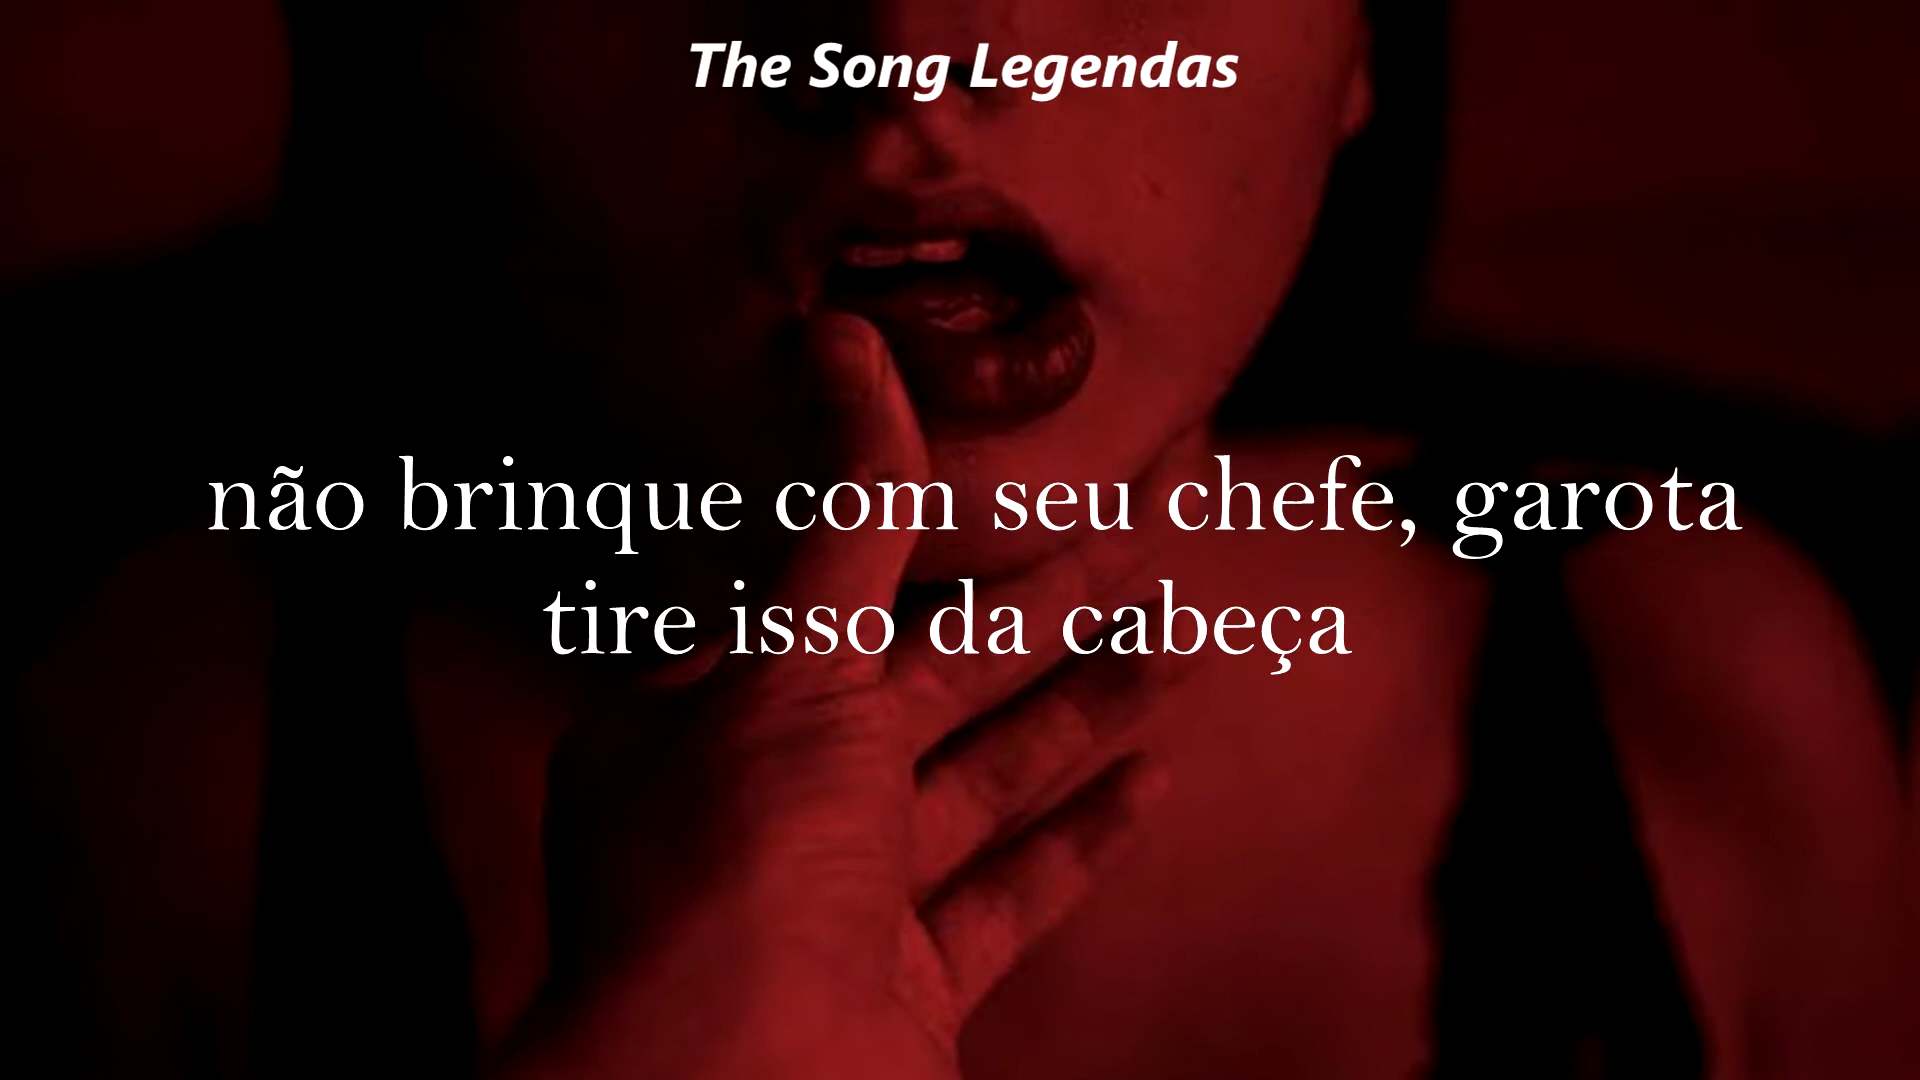 The Song Legendas
não brinque com seu chefe, garota
tire isso da cabeça